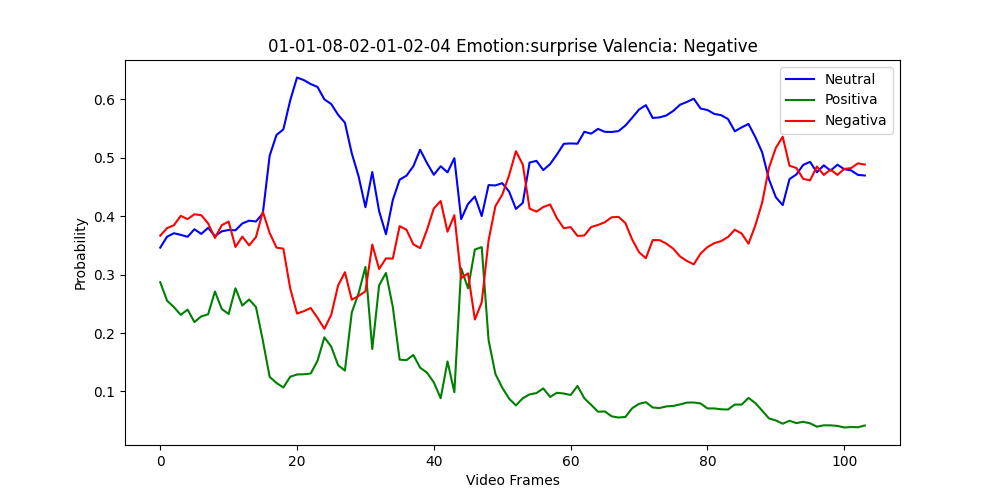 01-01-08-02-01-02-04 Emotion:surprise Valencia: Negative
Neutral
Positiva
Negativa
Probability
0.6
0.5
0.4
0.3
0.2
0.1
0 20 40 60 80 100
Video Frames